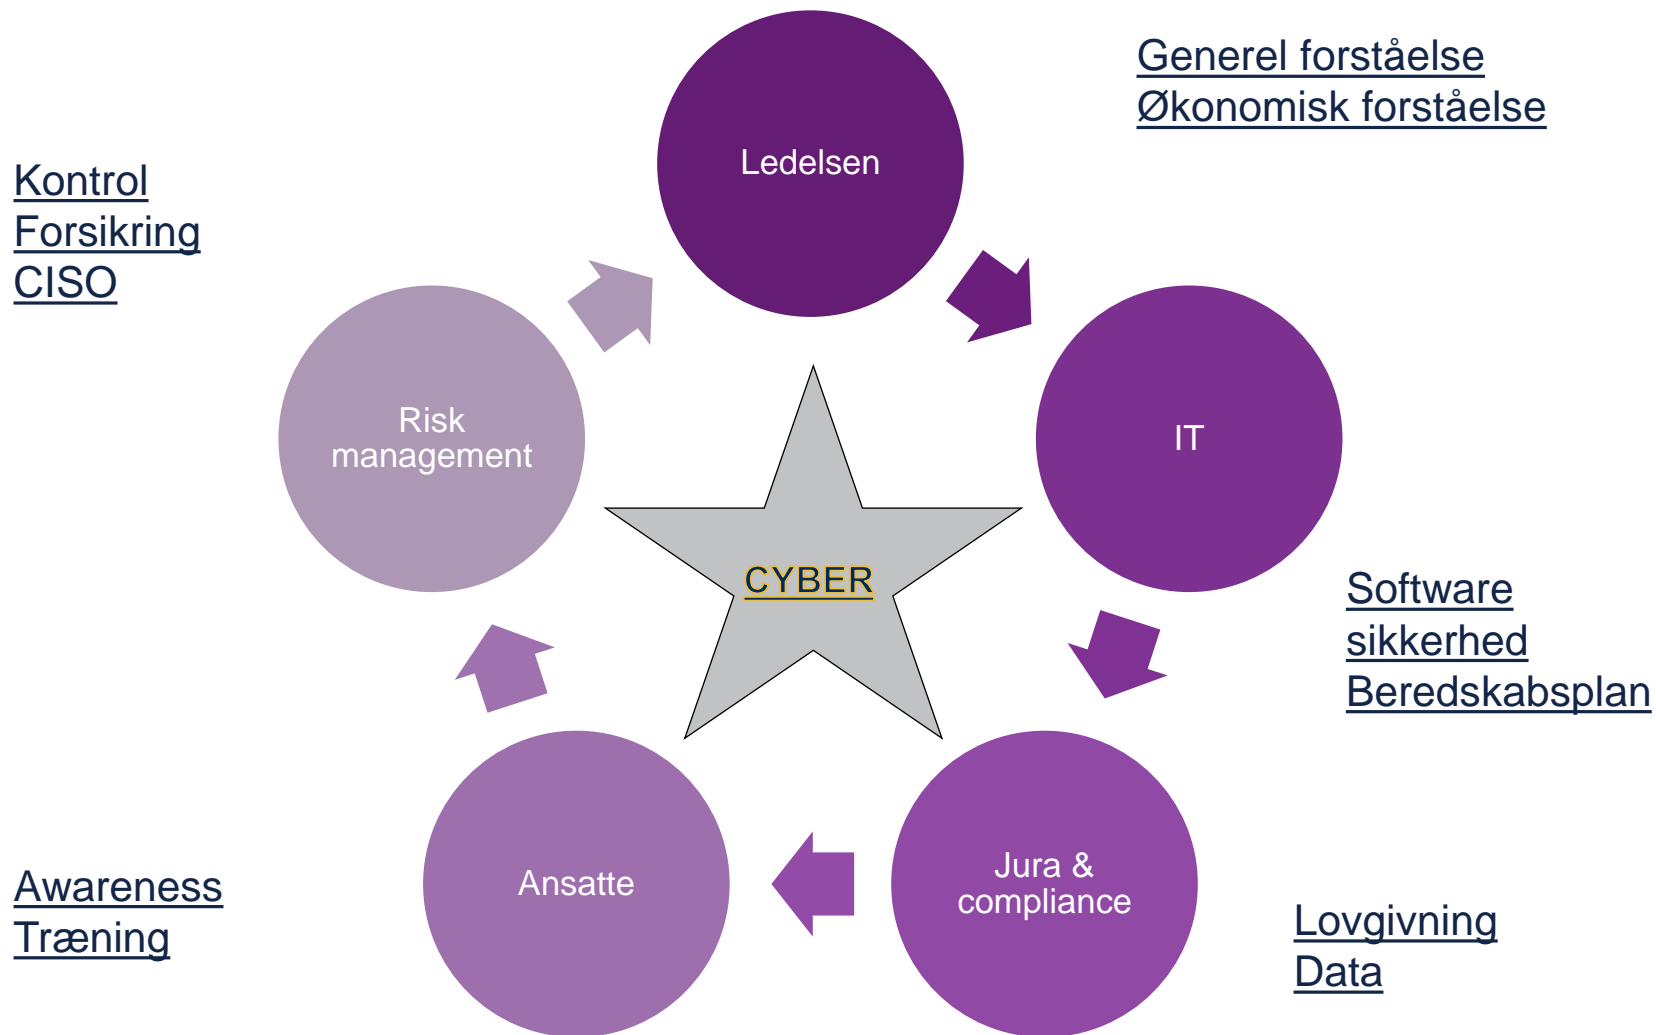 Generel forståelse
Økonomisk forståelse
Ledelsen
Kontrol
Forsikring
CISO
Risk
management
IT
CYBER
Software
sikkerhed
Beredskabsplan
Ansatte
Jura &
compliance
Awareness
Træning
Lovgivning
Data